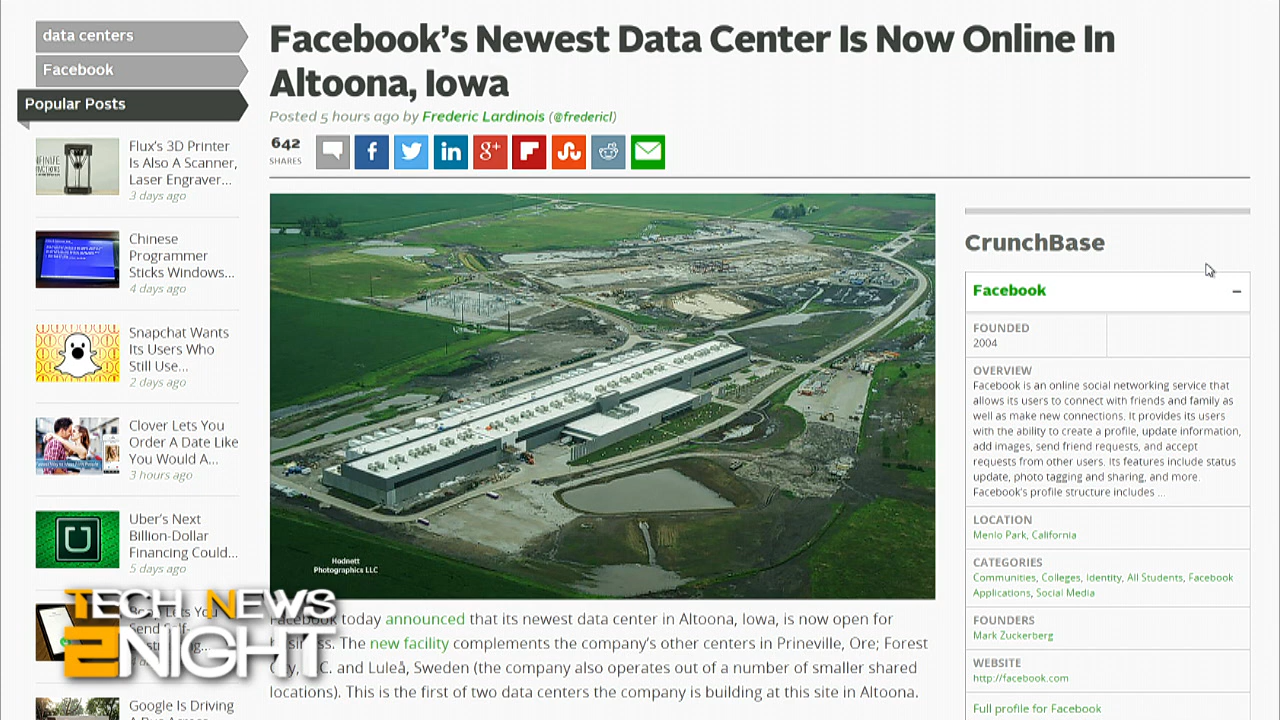 data centers
Facebook
Popular Posts
Flux's 3D Printer
Is Also A Scanner,
Laser Engraver...
3 days ago
Chinese
Programmer
Sticks Windows...
4 days ago
Snapchat Wants
Its Users Who
Still Use...
2 days ago
Clover Lets You
Order A Date Like
You Would A...
3 hours ago
Uber's Next
Billion-Dollar
Financing Could...
5 days ago
Lets You
Send
Google Is Driving
Facebook's Newest Data Center Is Now Online In
Altoona, Iowa
Posted 5 hours ago by Frederic Lardinois (@fredericl)
642
SHARES
f
in
g+
Hodnett
Photographics LLC
Facebook today announced that its newest data center in Altoona, Iowa, is now open for
business. The new facility complements the company's other centers in Prineville, Ore; Forest
C. and Luleå, Sweden (the company also operates out of a number of smaller shared
locations). This is the first of two data centers the company is building at this site in Altoona.
CrunchBase
Facebook
–
FOUNDED
2004
OVERVIEW
Facebook is an online social networking service that
allows its users to connect with friends and family as
well as make new connections. It provides its users
with the ability to create a profile, update information,
add images, send friend requests, and accept
requests from other users. Its features include status
update, photo tagging and sharing, and more.
Facebook's profile structure includes ...
LOCATION
Menlo Park, California
CATEGORIES
Communities, Colleges, Identity, All Students, Facebook
Applications, Social Media
FOUNDERS
Mark Zuckerberg
WEBSITE
http://facebook.com
Full profile for Facebook
TECH NEWS
2NIGHT